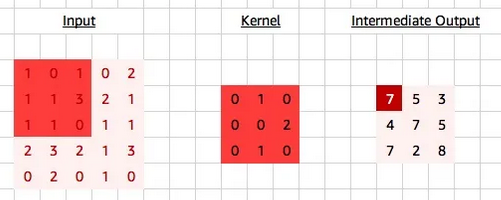 Input Kernel Intermediate Output
1 0 1 0 2
1 1 3 2 1 0 1 0 7 5 3
1 1 0 1 1 0 0 2 4 7 5
2 3 2 1 3 0 1 0 7 2 8
0 2 0 1 0